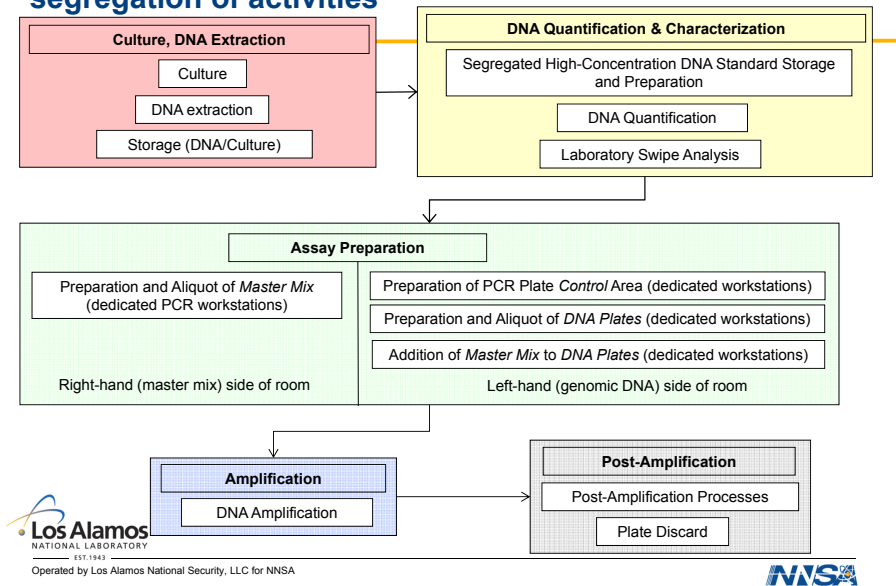 segregation of activities
Culture, DNA Extraction
Culture
DNA extraction
Storage (DNA/Culture)
DNA Quantification & Characterization
Segregated High-Concentration DNA Standard Storage
and Preparation
DNA Quantification
Laboratory Swipe Analysis
Assay Preparation
Preparation and Aliquot of Master Mix
(dedicated PCR workstations)
Right-hand (master mix) side of room
Preparation of PCR Plate Control Area (dedicated workstations)
Preparation and Aliquot of DNA Plates (dedicated workstations)
Addition of Master Mix to DNA Plates (dedicated workstations)
Left-hand (genomic DNA) side of room
Amplification
DNA Amplification
Post-Amplification
Post-Amplification Processes
Plate Discard
Los Alamos
NATIONAL LABORATORY
EST. 1943
Operated by Los Alamos National Security, LLC for NNSA
NNSA